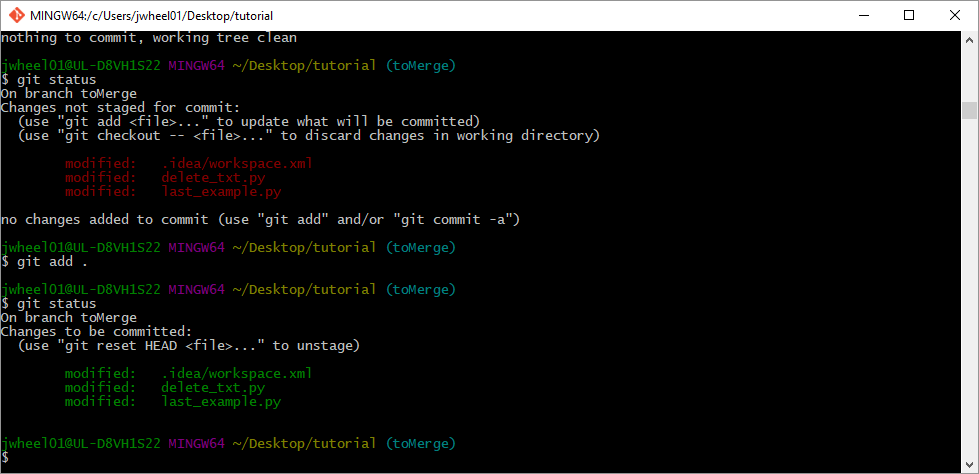 MINGW64:/c/Users/jwheel01/Desktop/tutorial
nothing to commit, working tree clean
jwheel01@UL-D8VH1S22 MINGW64 ~/Desktop/tutorial (toMerge)
$ git status
On branch toMerge
Changes not staged for commit:
  (use "git add <file>..." to update what will be committed)
  (use "git checkout -- <file>..." to discard changes in working directory)
        modified:   .idea/workspace.xml
        modified:   delete_txt.py
        modified:   last_example.py
no changes added to commit (use "git add" and/or "git commit -a")
jwheel01@UL-D8VH1S22 MINGW64 ~/Desktop/tutorial (toMerge)
$ git add .
jwheel01@UL-D8VH1S22 MINGW64 ~/Desktop/tutorial (toMerge)
$ git status
On branch toMerge
Changes to be committed:
  (use "git reset HEAD <file>..." to unstage)
        modified:   .idea/workspace.xml
        modified:   delete_txt.py
        modified:   last_example.py
jwheel01@UL-D8VH1S22 MINGW64 ~/Desktop/tutorial (toMerge)
$